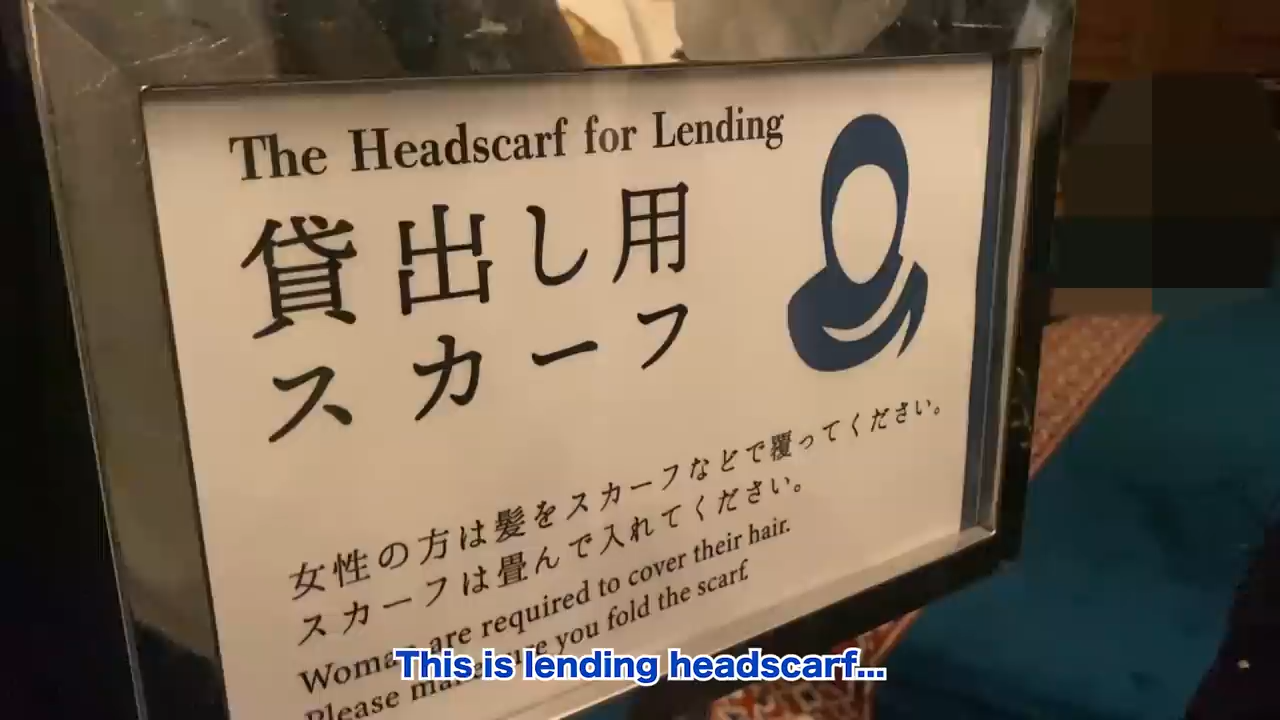 The Headscarf for Lending
貸出し用
スカーフ
女性の方は髪をスカーフなどで覆ってください。
スカーフは畳んで入れてください。
Woman are required to cover their hair.
Please make sure you fold the scarf.
This is lending headscarf...